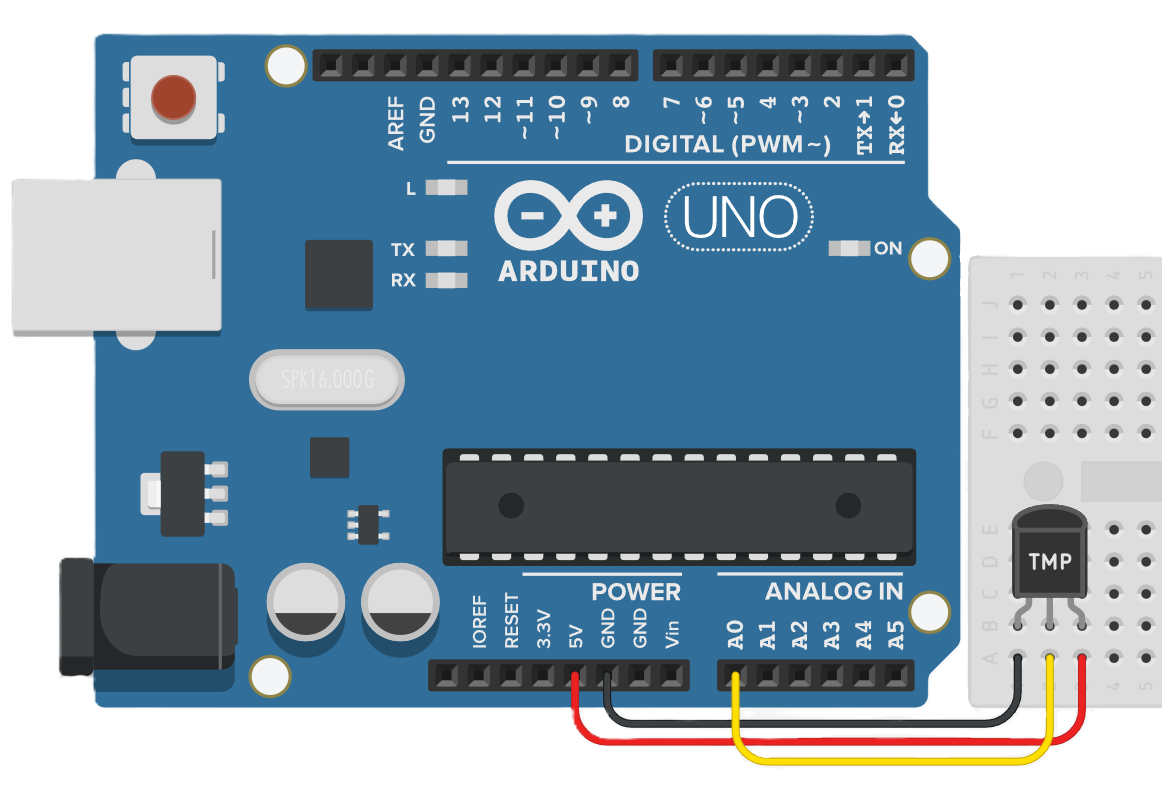 AREF
GND
13
12
~11
~10
~9
8
7
~6
~5
4
~3
2
TX→1
RX←0
DIGITAL (PWM~)
L
TX
RX
ARDUINO
UNO
ON
SPK16.000G
1
2
3
4
5
J
I
H
G
F
E
D
C
B
A
TMP
POWER
ANALOG IN
IOREF
RESET
3.3V
5V
GND
GND
Vin
A0
A1
A2
A3
A4
A5
4
5